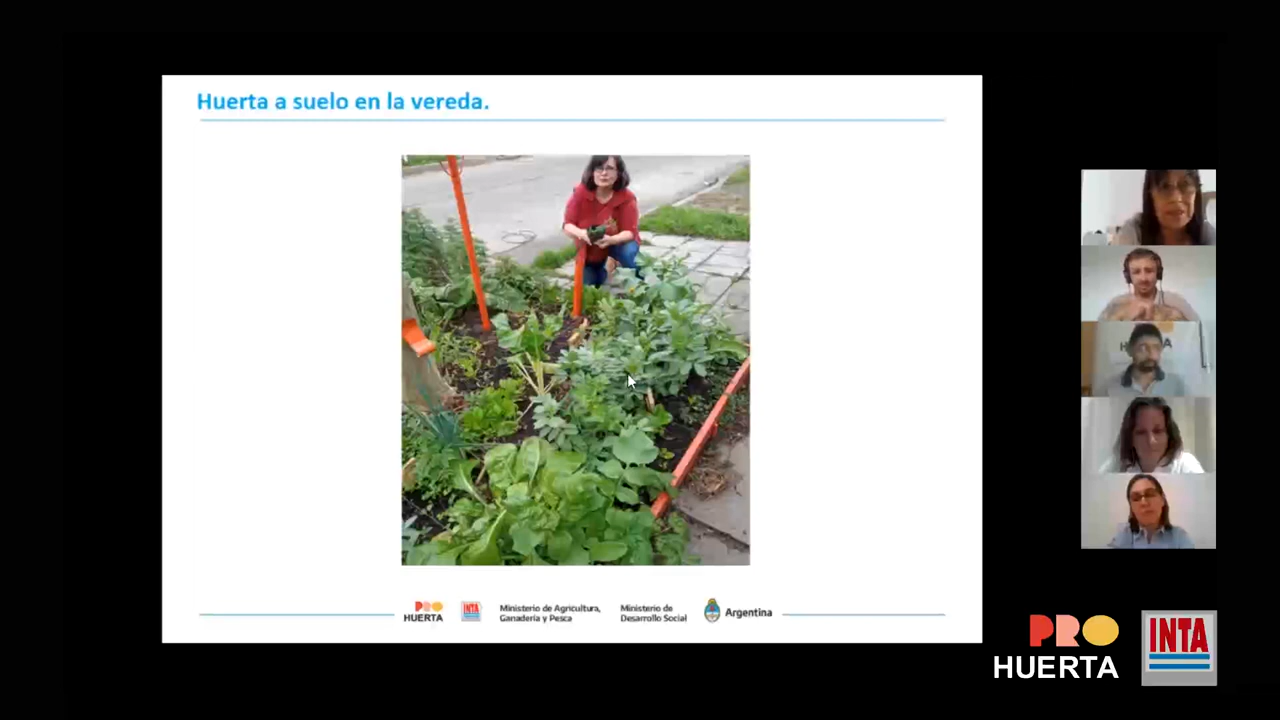 Huerta a suelo en la vereda.
PRO
HUERTA
INTA
Ministerio de Agricultura,
Ganadería y Pesca
Ministerio de
Desarrollo Social
Argentina
PRO
HUERTA
INTA